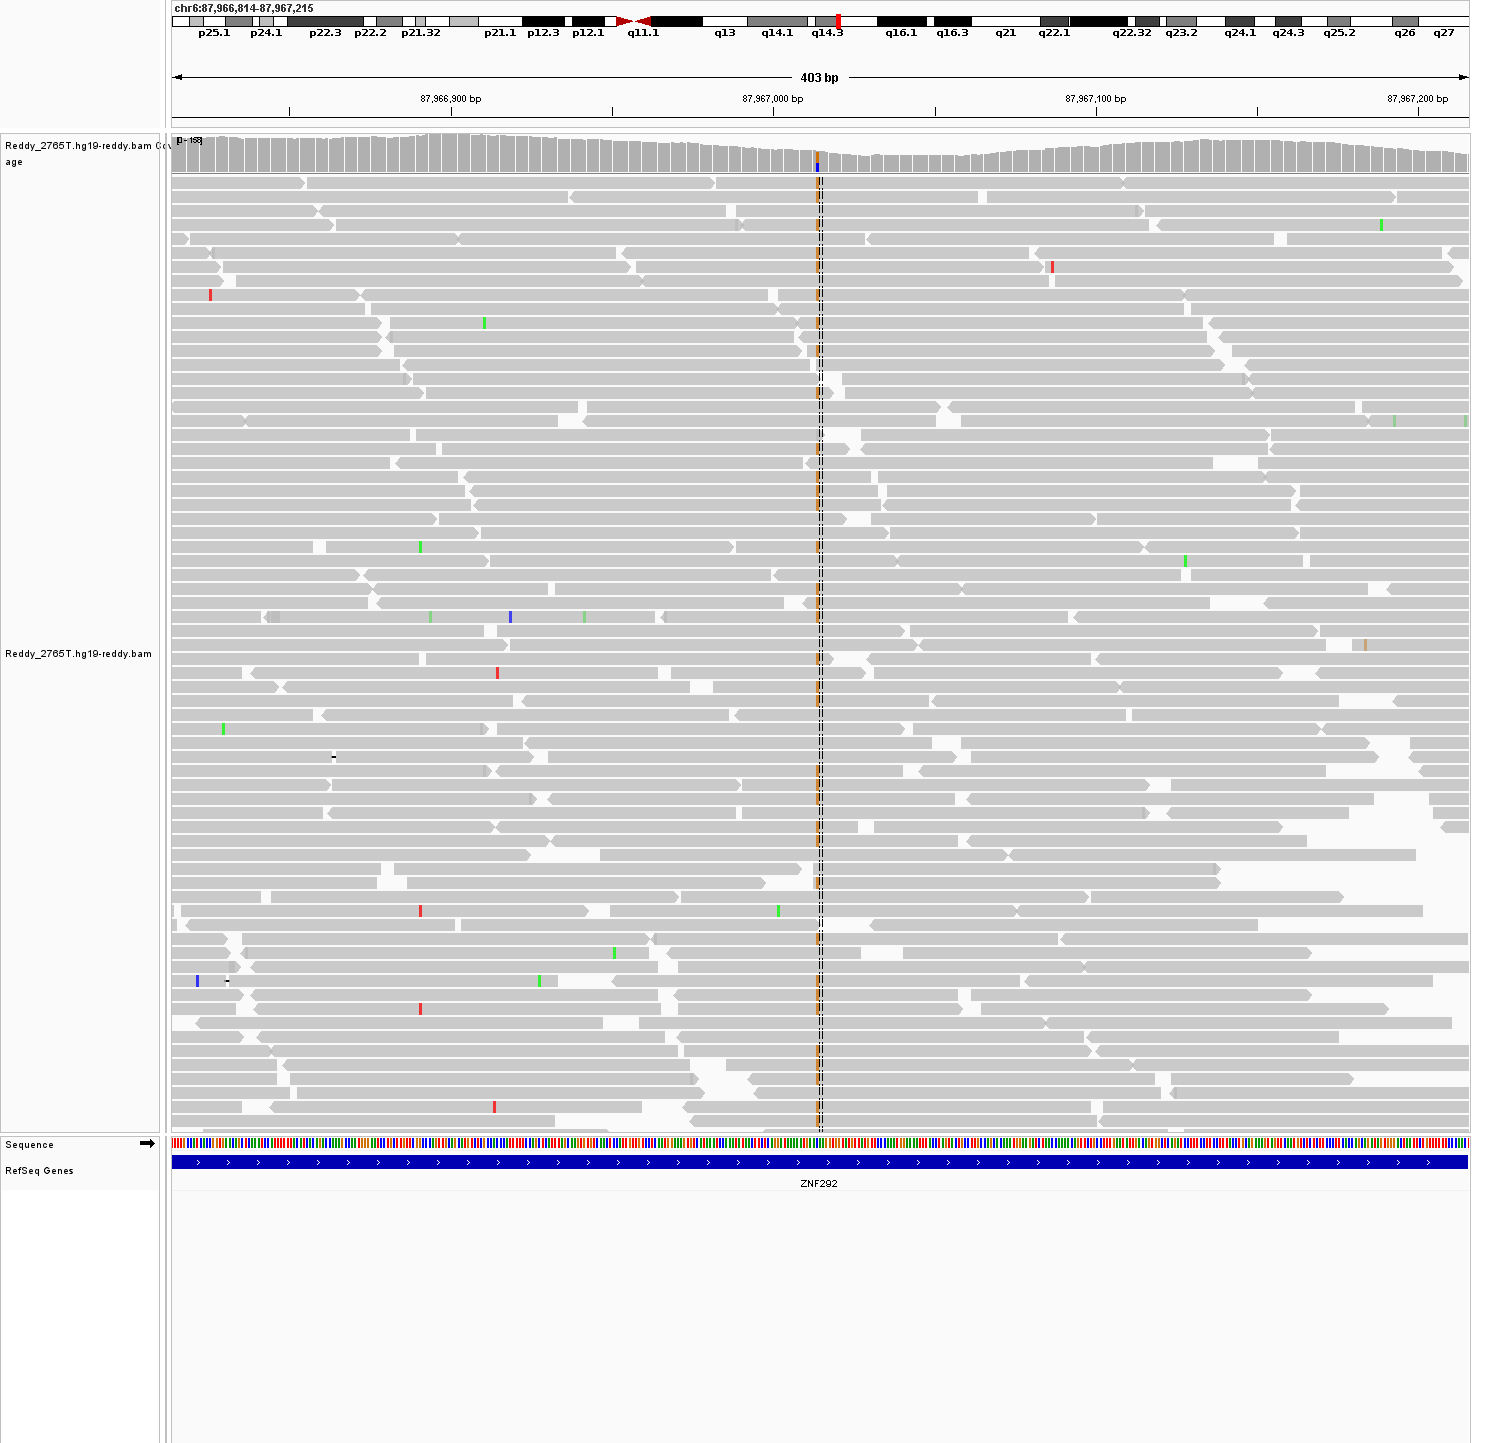 chr6:87,966,814-87,967,215
p25.1 p24.1 p22.3 p22.2 p21.32 p21.1 p12.3 p12.1 q11.1 q13 q14.1 q14.3 q16.1 q16.3 q21 q22.1 q22.32 q23.2 q24.1 q24.3 q25.2 q26 q27
403 bp
87,966,900 bp 87,967,000 bp 87,967,100 bp 87,967,200 bp
Reddy_2765T.hg19-reddy.bam Cov
age
Reddy_2765T.hg19-reddy.bam
Sequence
RefSeq Genes
ZNF292